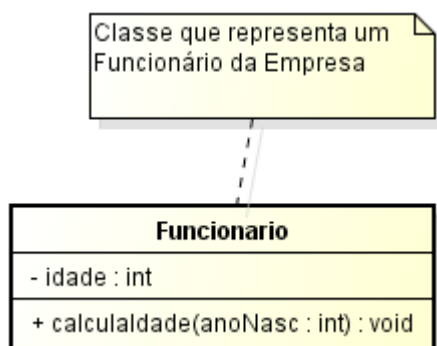 Classe que representa um
Funcionário da Empresa
Funcionario
- idade : int
+ calculaIdade(anoNasc : int) : void